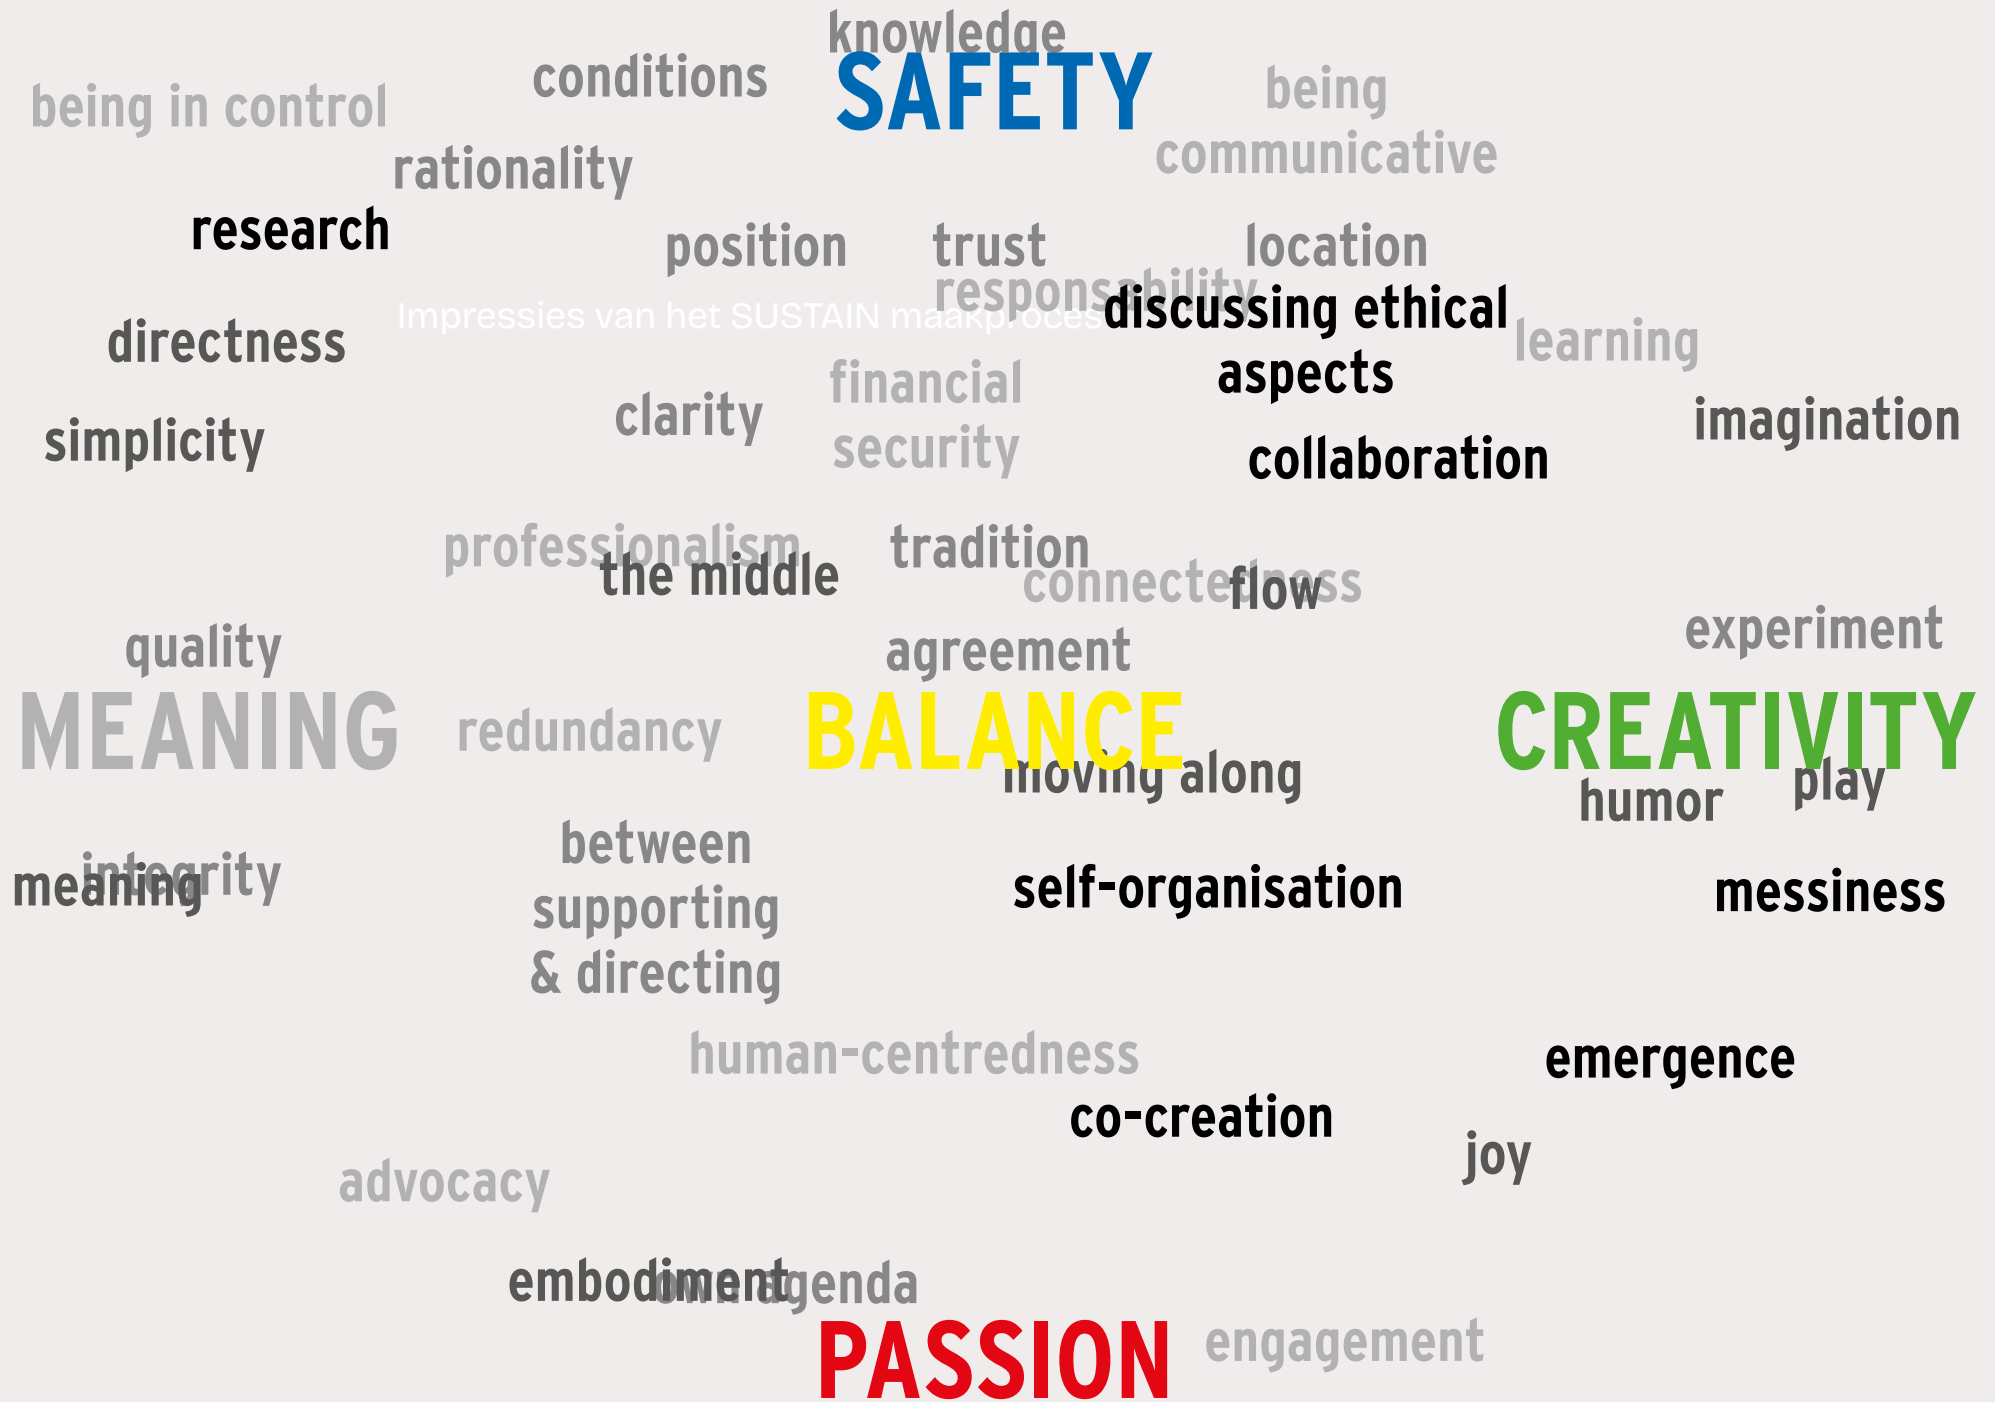 knowledge
SAFETY
conditions
being in control
being
communicative
rationality
research
position
trust
location
responsability
Impressies van het SUSTAIN maakproces
discussing ethical
aspects
directness
learning
financial
security
clarity
imagination
simplicity
collaboration
professionalism
the middle
tradition
connectedness
flow
quality
agreement
experiment
MEANING
redundancy
BALANCE
CREATIVITY
moving along
humor
play
between
supporting
& directing
integrity
meaning
self-organisation
messiness
human-centredness
emergence
co-creation
joy
advocacy
embodiment
own agenda
PASSION
engagement